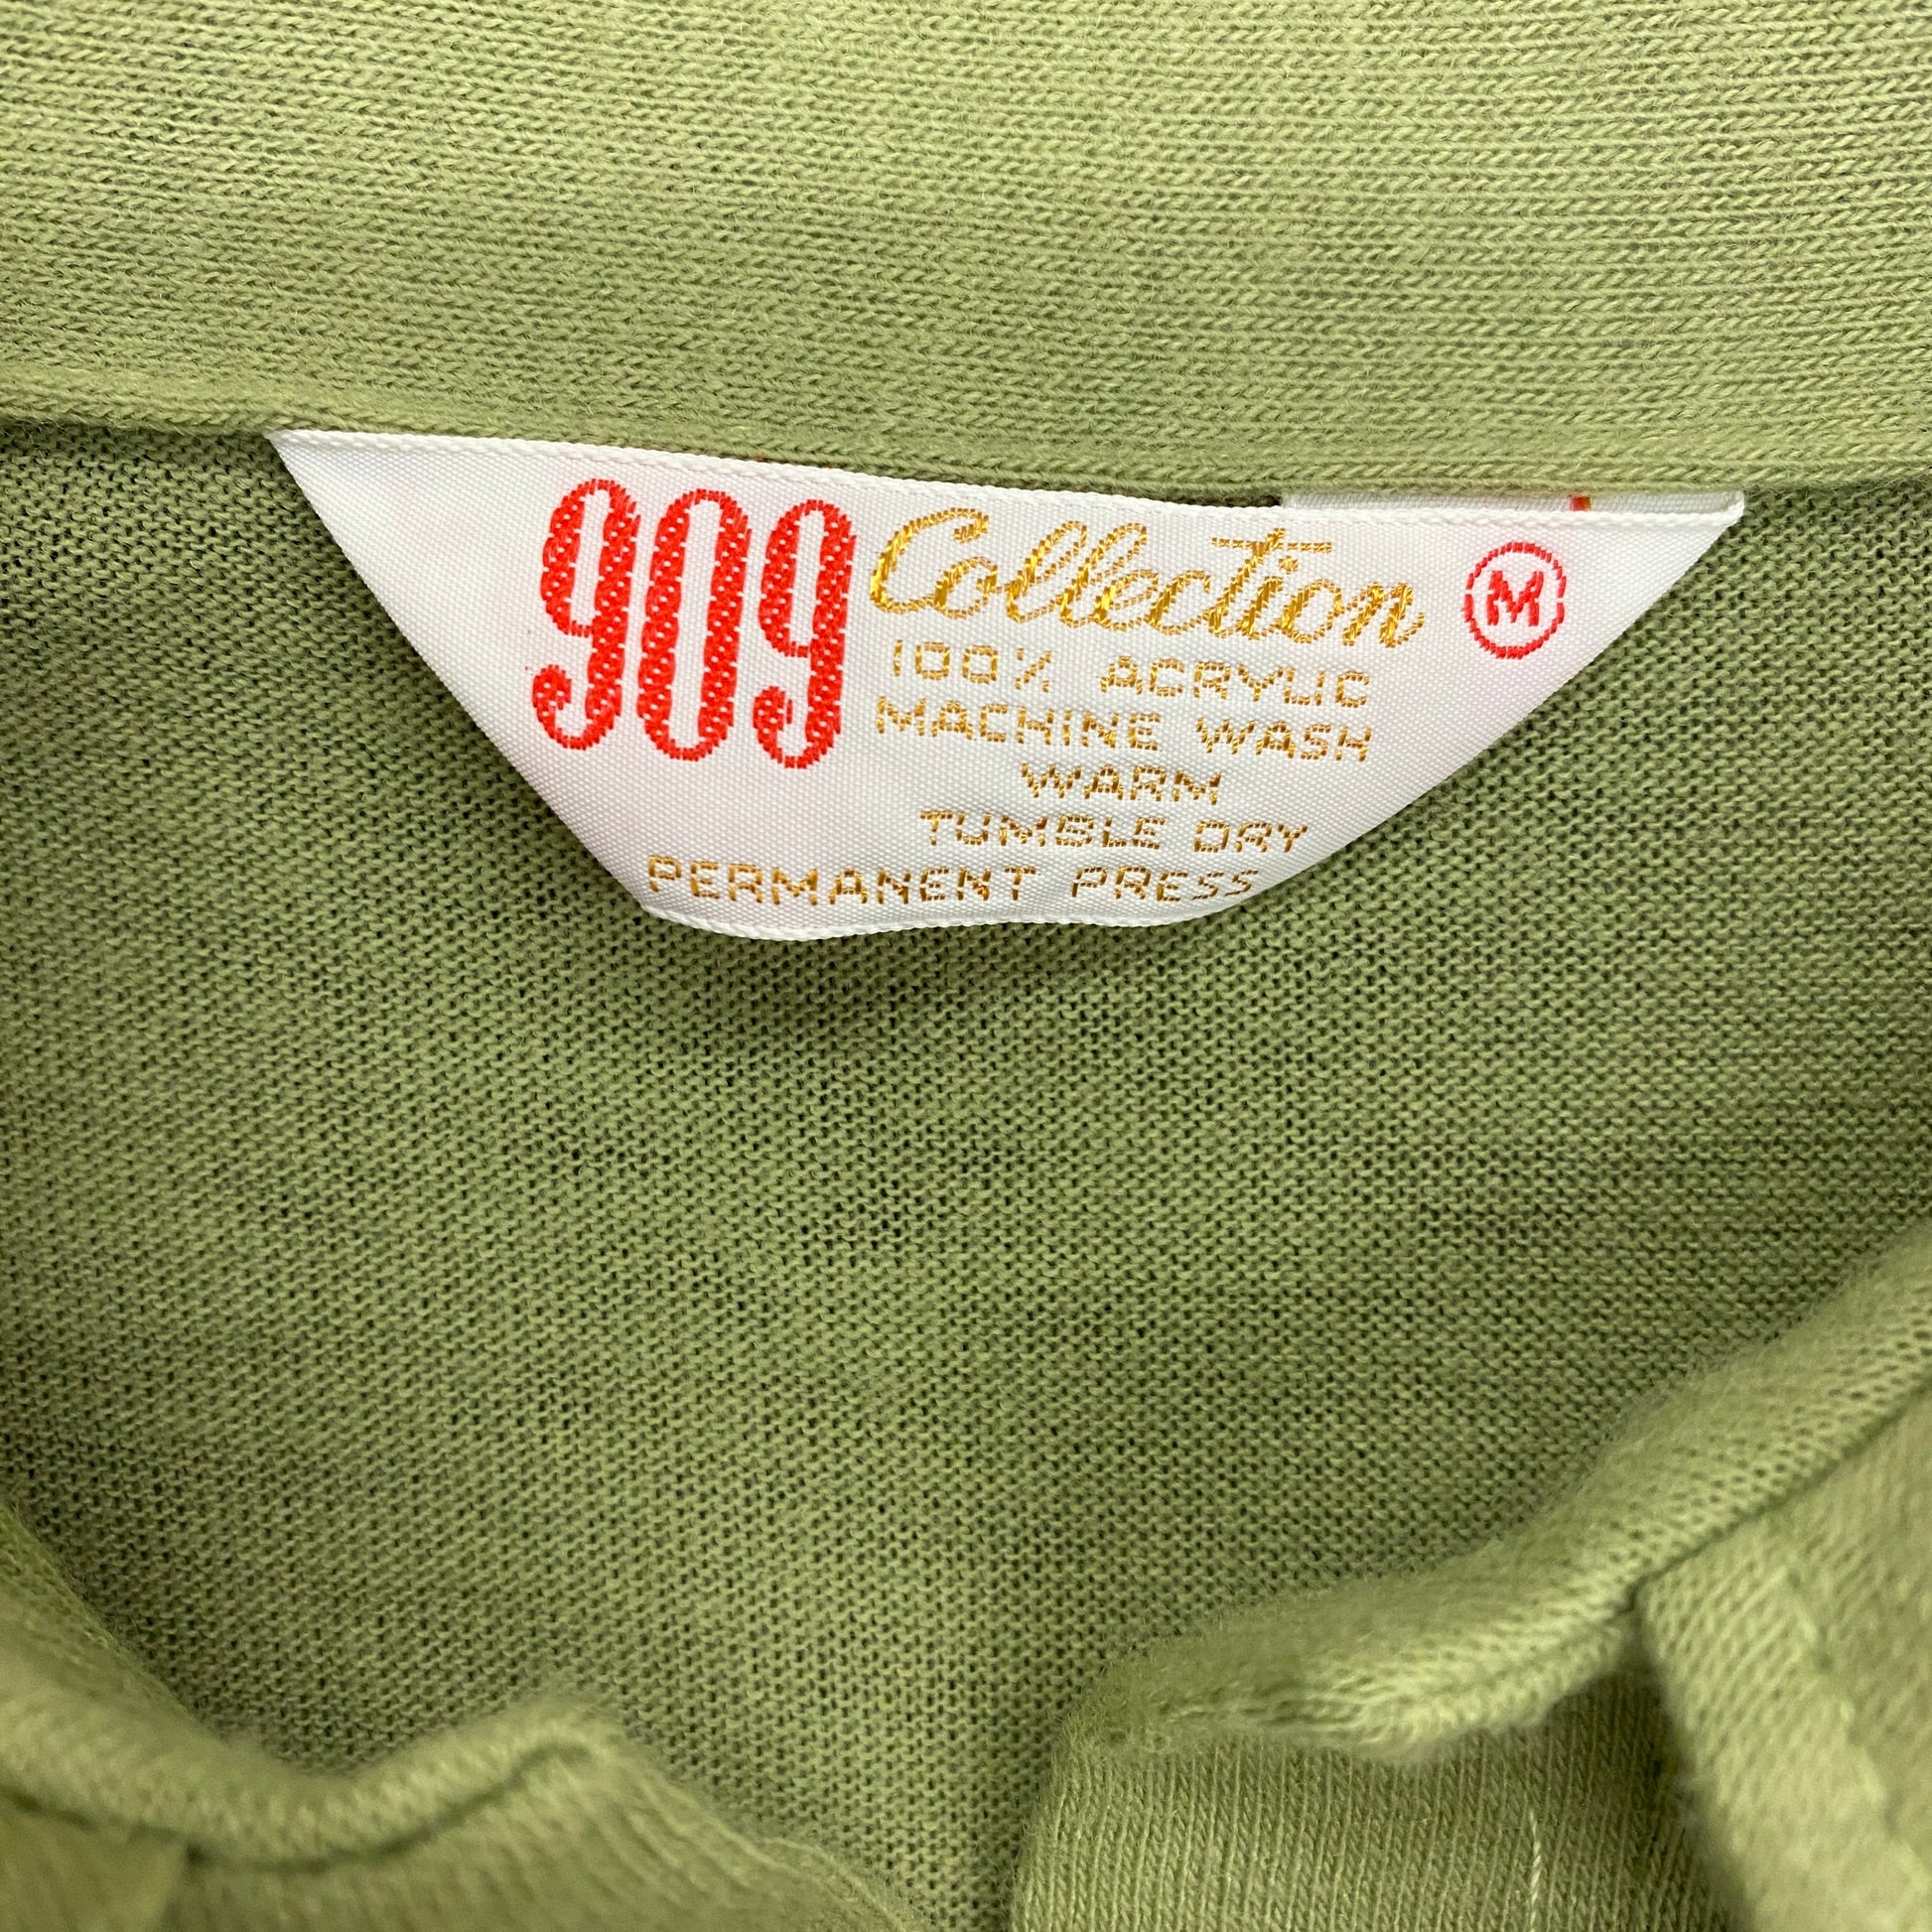 909 Collection M
100% ACRYLIC
MACHINE WASH
WARM
TUMBLE DRY
PERMANENT PRESS